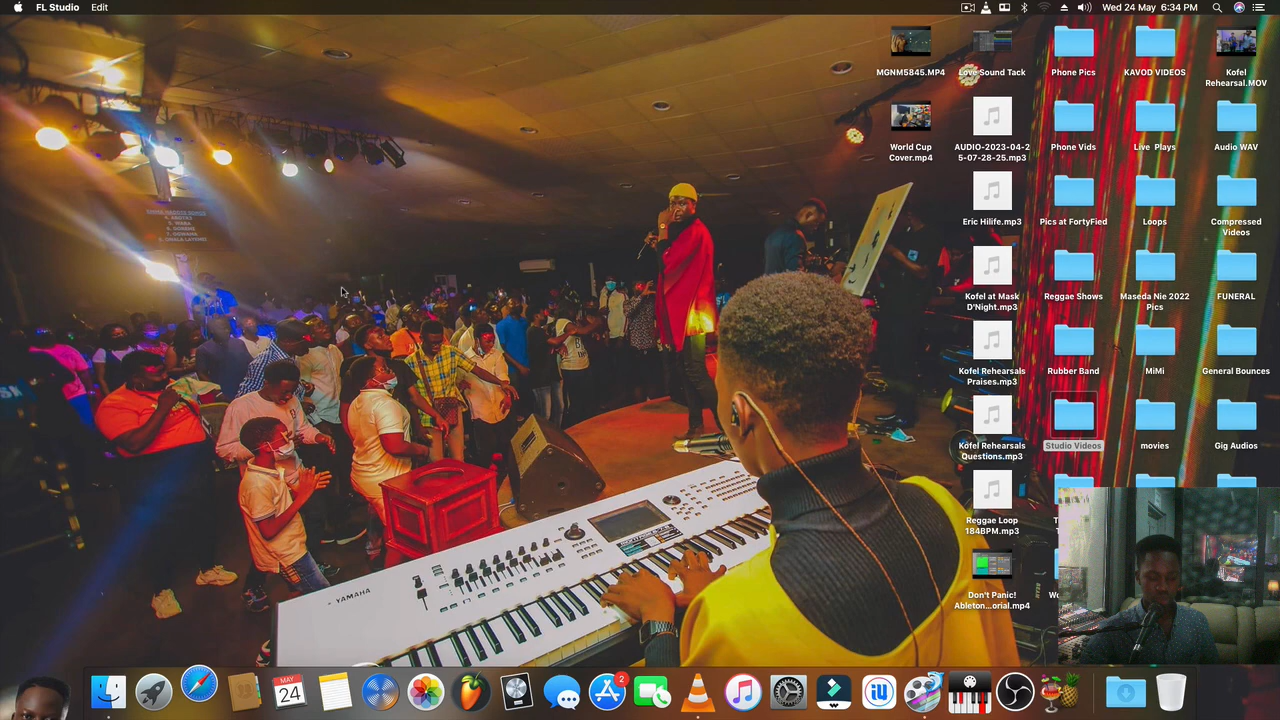 FL Studio Edit
Wed 24 May 6:34 PM
MGNM5845.MP4
Love Sound Tack
Phone Pics
KAVOD VIDEOS
Kofel
Rehearsal.MOV
World Cup
Cover.mp4
AUDIO-2023-04-2
5-07-28-25.mp3
Phone Vids
Live Plays
Audio WAV
Eric Hilife.mp3
Pics at FortyFied
Loops
Compressed
Videos
Kofel at Mask
D'Night.mp3
Reggae Shows
Maseda Nie 2022
Pics
FUNERAL
Kofel Rehearsals
Praises.mp3
Rubber Band
MiMi
General Bounces
Kofel Rehearsals
Questions.mp3
Studio Videos
movies
Gig Audios
Reggae Loop
184BPM.mp3
Don't Panic!
Ableton...orial.mp4
YAMAHA
MAY
24
2